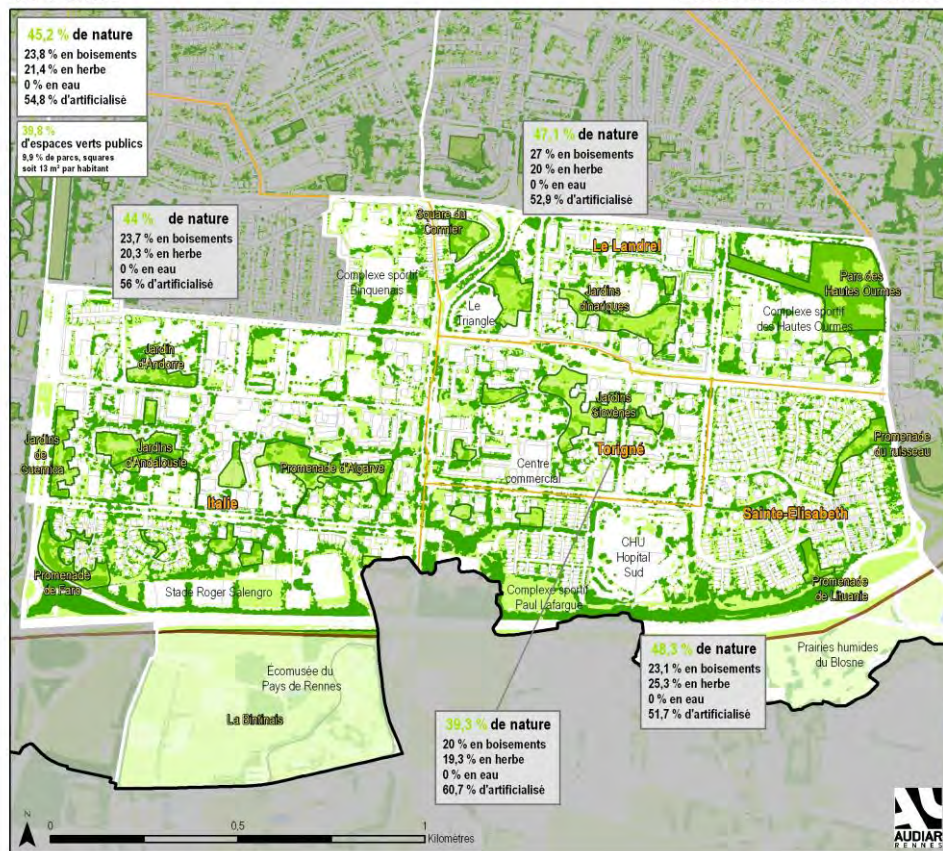 45,2 % de nature
23,8 % en boisements
21,4 % en herbe
0 % en eau
54,8 % d'artificialisé
39,8 %
d'espaces verts publics
9,9 % de parcs, squares
soit 13 m² par habitant
47,1 % de nature
27 % en boisements
20 % en herbe
0 % en eau
52,9 % d'artificialisé
44 % de nature
23,7 % en boisements
20,3 % en herbe
0 % en eau
56 % d'artificialisé
Square du
Cormier
Le Landrel
Complexe sportif
Binquenais
Le
Triangle
Jardins
dinariques
Parc des
Hautes Ourmes
Complexe sportif
des Hautes Ourmes
Jardin
d'Andorre
Jardins
de
Guernica
Jardins
d'Andalousie
Promenade d'Algarve
Italie
Jardins
Slovènes
Torigné
Centre
commercial
Promenade
du ruisseau
Sainte-Elisabeth
CHU
Hopital
Sud
Promenade
de Fara
Stade Roger Salengro
Complexe sportif
Paul Lafargue
Promenade
de Lituanie
Écomusée du
Pays de Rennes
La Bintinais
48,3 % de nature
23,1 % en boisements
25,3 % en herbe
0 % en eau
51,7 % d'artificialisé
Prairies humides
du Blosne
39,3 % de nature
20 % en boisements
19,3 % en herbe
0 % en eau
60,7 % d'artificialisé
N
0 0,5 1
Kilomètres
AU
AUDIAR
RENNES